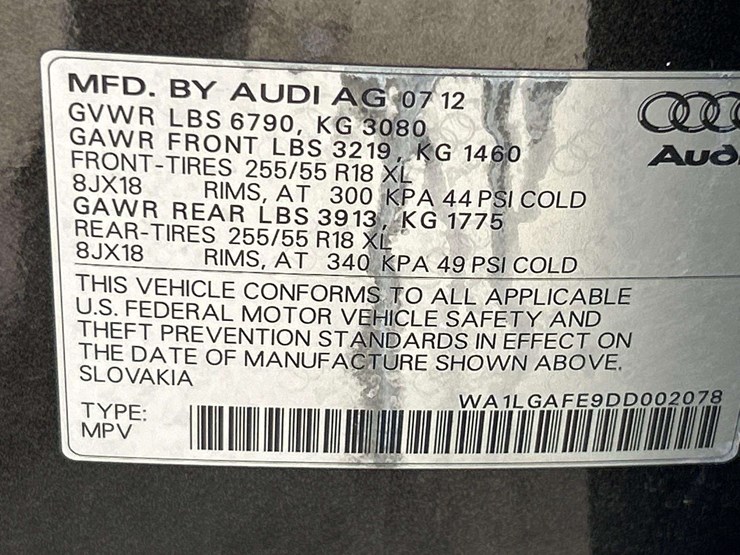 MFD. BY AUDI AG 07 12
GVWR LBS 6790, KG 3080
GAWR FRONT LBS 3219, KG 1460
FRONT-TIRES 255/55 R18 XL
8JX18 RIMS, AT 300 KPA 44 PSI COLD
GAWR REAR LBS 3913, KG 1775
REAR-TIRES 255/55 R18 XL
8JX18 RIMS, AT 340 KPA 49 PSI COLD
THIS VEHICLE CONFORMS TO ALL APPLICABLE
U.S. FEDERAL MOTOR VEHICLE SAFETY AND
THEFT PREVENTION STANDARDS IN EFFECT ON
THE DATE OF MANUFACTURE SHOWN ABOVE.
SLOVAKIA
WA1LGAFE9DD002078
TYPE:
MPV
Audi